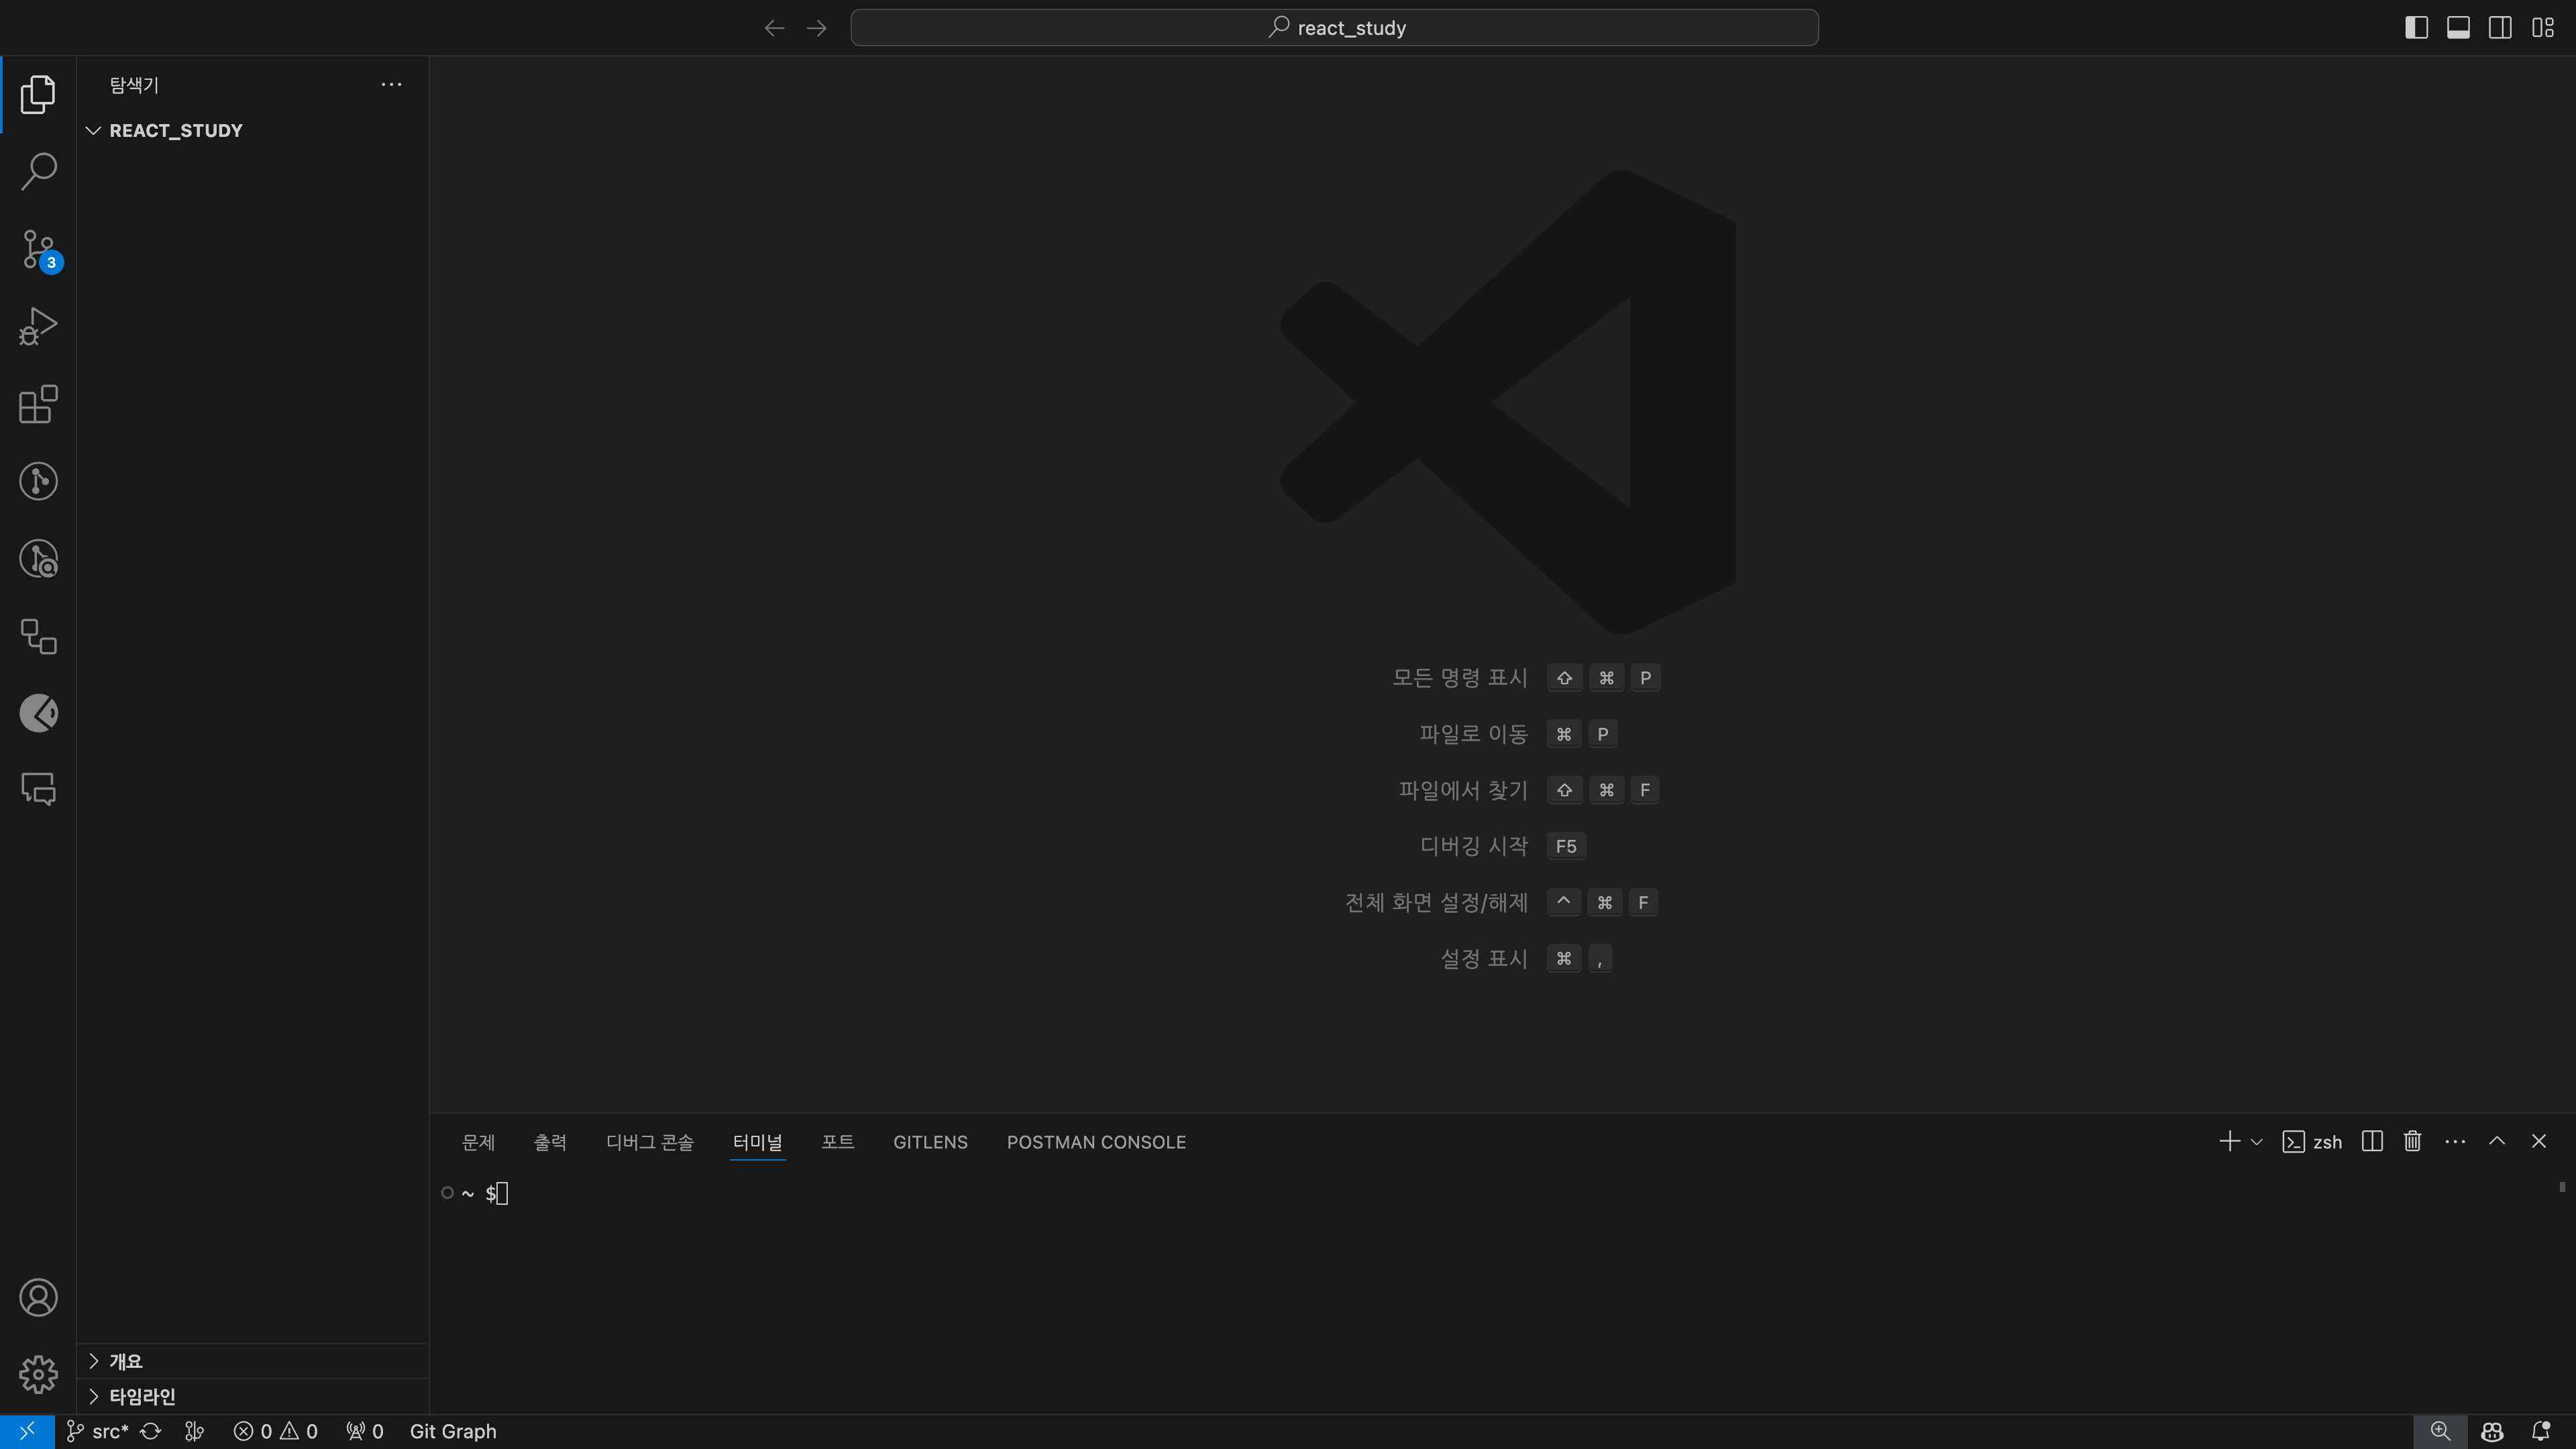 react_study
탐색기
REACT_STUDY
3
모든 명령 표시 ⇧ ⌘ P
파일로 이동 ⌘ P
파일에서 찾기 ⇧ ⌘ F
디버깅 시작 F5
전체 화면 설정/해제 ^ ⌘ F
설정 표시 ⌘ ,
문제 출력 디버그 콘솔 터미널 포트 GITLENS POSTMAN CONSOLE zsh
~ $
개요
타임라인
src* 0 0 0 Git Graph